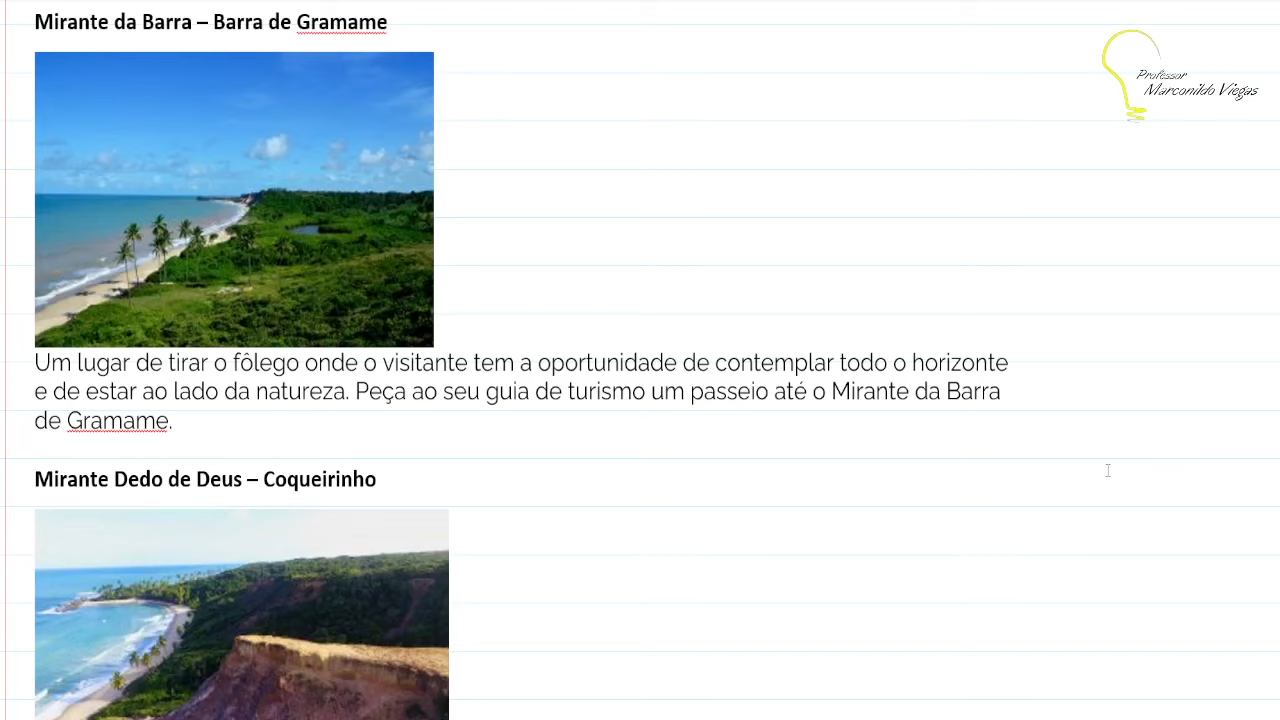 Mirante da Barra – Barra de Gramame
Professor
Marconildo Viegas
Um lugar de tirar o fôlego onde o visitante tem a oportunidade de contemplar todo o horizonte
e de estar ao lado da natureza. Peça ao seu guia de turismo um passeio até o Mirante da Barra
de Gramame.
Mirante Dedo de Deus – Coqueirinho